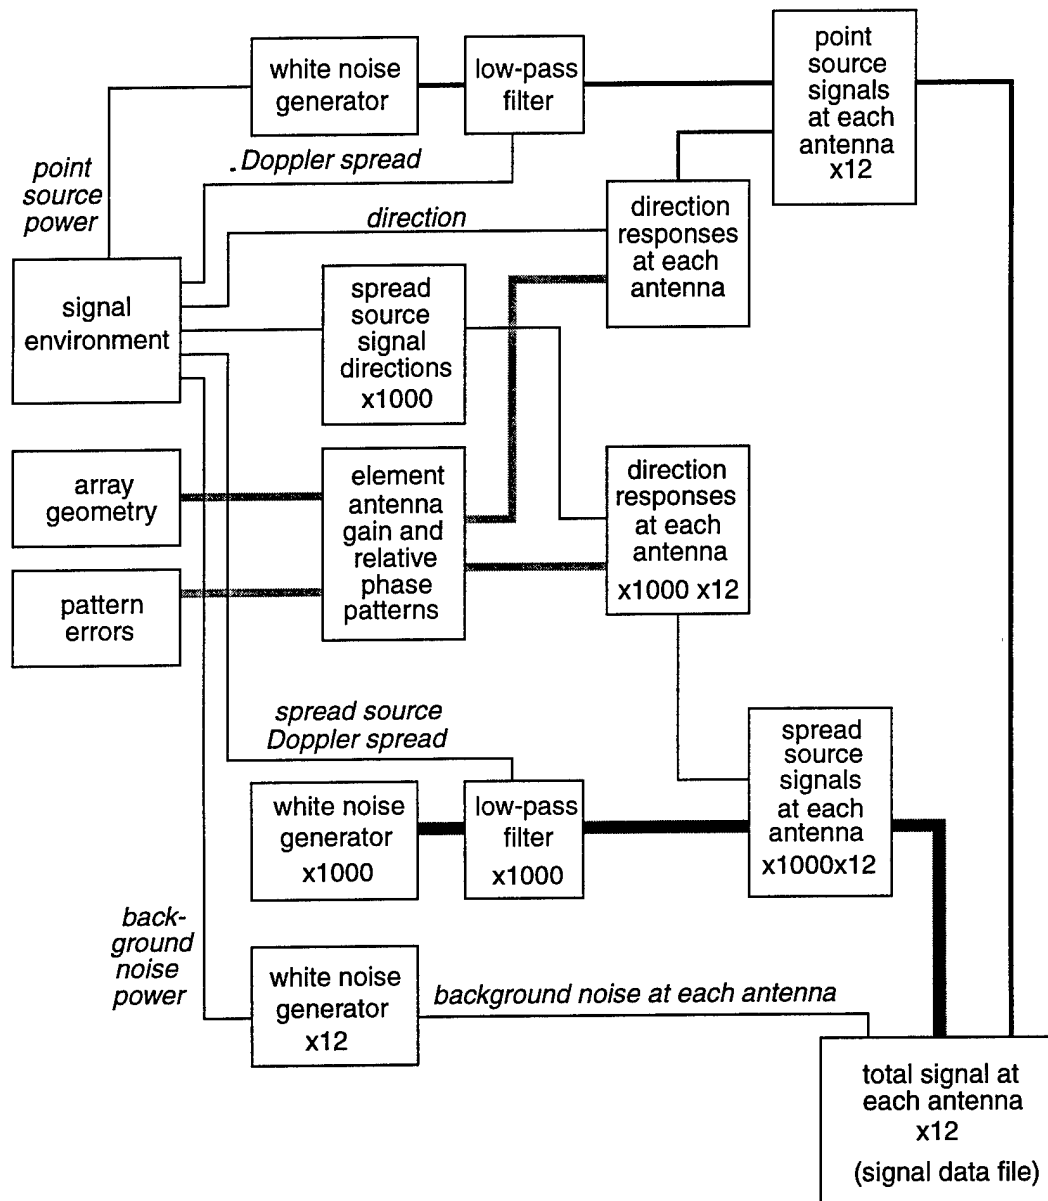 white noise
generator
low-pass
filter
point
source
signals
at each
antenna
x12
point
source
power
. Doppler spread
direction
direction
responses
at each
antenna
signal
environment
spread
source
signal
directions
x1000
array
geometry
element
antenna
gain and
relative
phase
patterns
direction
responses
at each
antenna
x1000 x12
pattern
errors
spread source
Doppler spread
white noise
generator
x1000
low-pass
filter
x1000
spread
source
signals
at each
antenna
x1000x12
back-
ground
noise
power
white noise
generator
x12
background noise at each antenna
total signal at
each antenna
x12
(signal data file)